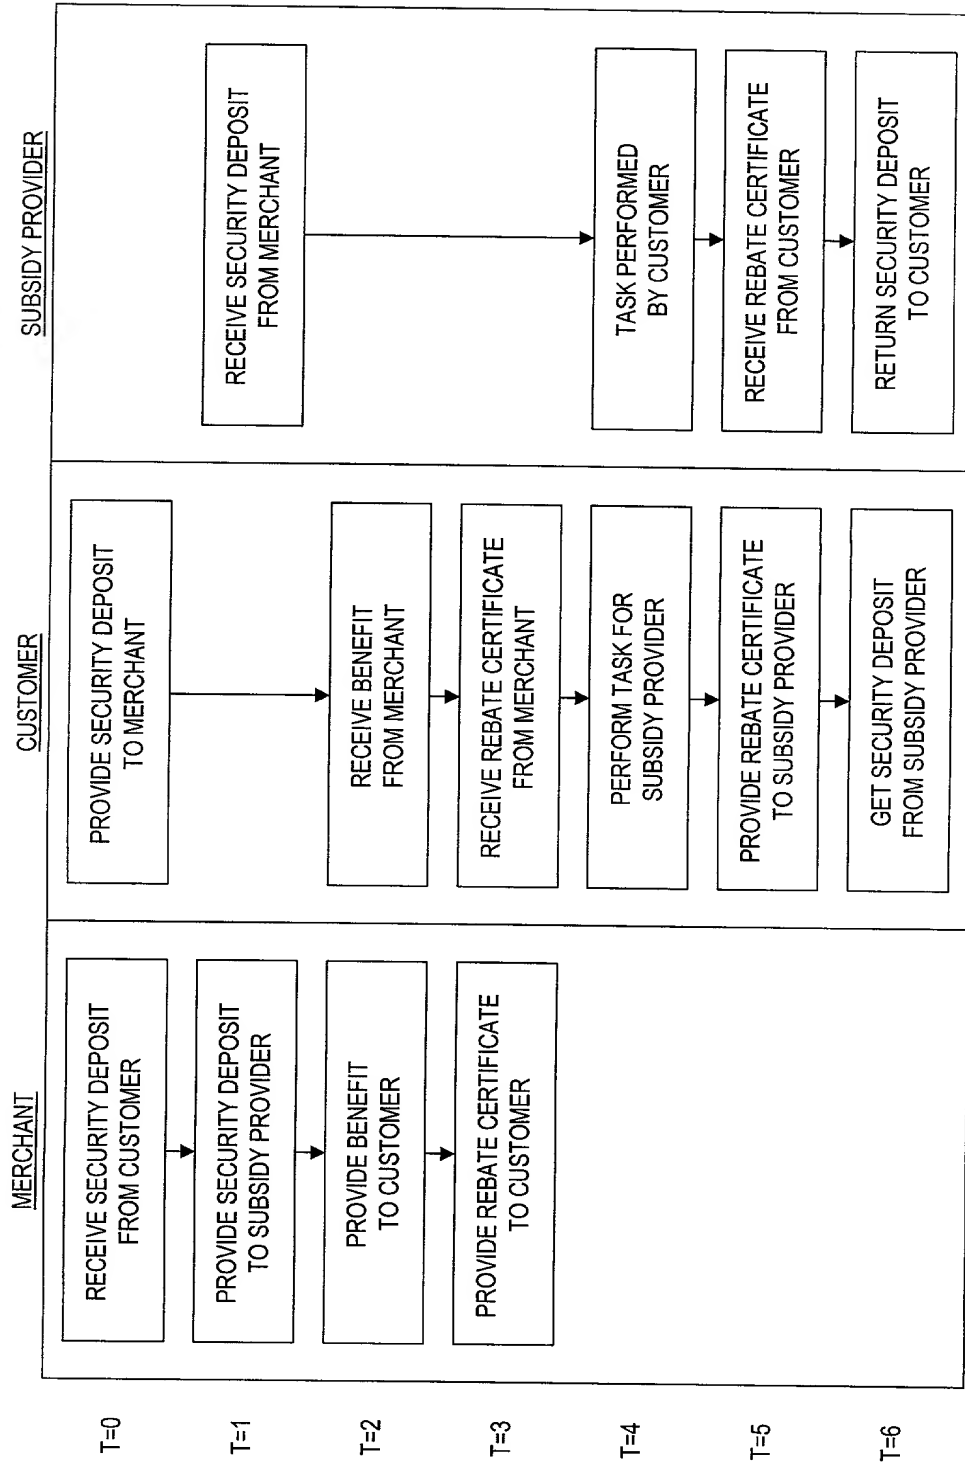 MERCHANT
CUSTOMER
SUBSIDY PROVIDER
T=0
RECEIVE SECURITY DEPOSIT
FROM CUSTOMER
PROVIDE SECURITY DEPOSIT
TO MERCHANT
T=1
PROVIDE SECURITY DEPOSIT
TO SUBSIDY PROVIDER
RECEIVE SECURITY DEPOSIT
FROM MERCHANT
T=2
PROVIDE BENEFIT
TO CUSTOMER
RECEIVE BENEFIT
FROM MERCHANT
T=3
PROVIDE REBATE CERTIFICATE
TO CUSTOMER
RECEIVE REBATE CERTIFICATE
FROM MERCHANT
T=4
PERFORM TASK FOR
SUBSIDY PROVIDER
TASK PERFORMED
BY CUSTOMER
T=5
PROVIDE REBATE CERTIFICATE
TO SUBSIDY PROVIDER
RECEIVE REBATE CERTIFICATE
FROM CUSTOMER
T=6
GET SECURITY DEPOSIT
FROM SUBSIDY PROVIDER
RETURN SECURITY DEPOSIT
TO CUSTOMER